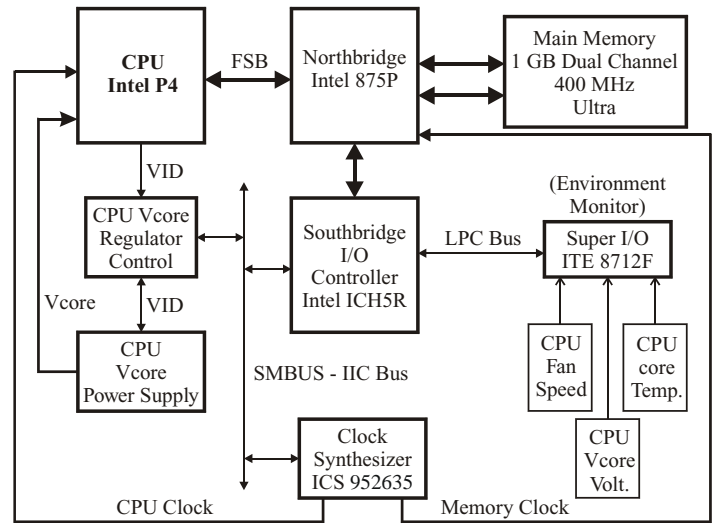 CPU
Intel P4
FSB
Northbridge
Intel 875P
Main Memory
1 GB Dual Channel
400 MHz
Ultra
VID
CPU Vcore
Regulator
Control
Southbridge
I/O
Controller
Intel ICH5R
LPC Bus
(Environment
Monitor)
Super I/O
ITE 8712F
Vcore
VID
CPU
Vcore
Power Supply
SMBUS - IIC Bus
CPU
Fan
Speed
CPU
core
Temp.
CPU
Vcore
Volt.
Clock
Synthesizer
ICS 952635
CPU Clock
Memory Clock